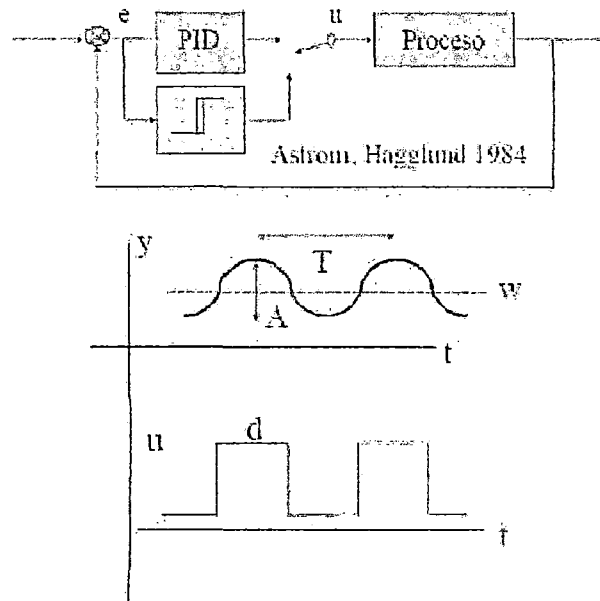 e
u
PID
Proceso
Astrom, Hagglund 1984
y
T
w
A
t
d
u
t